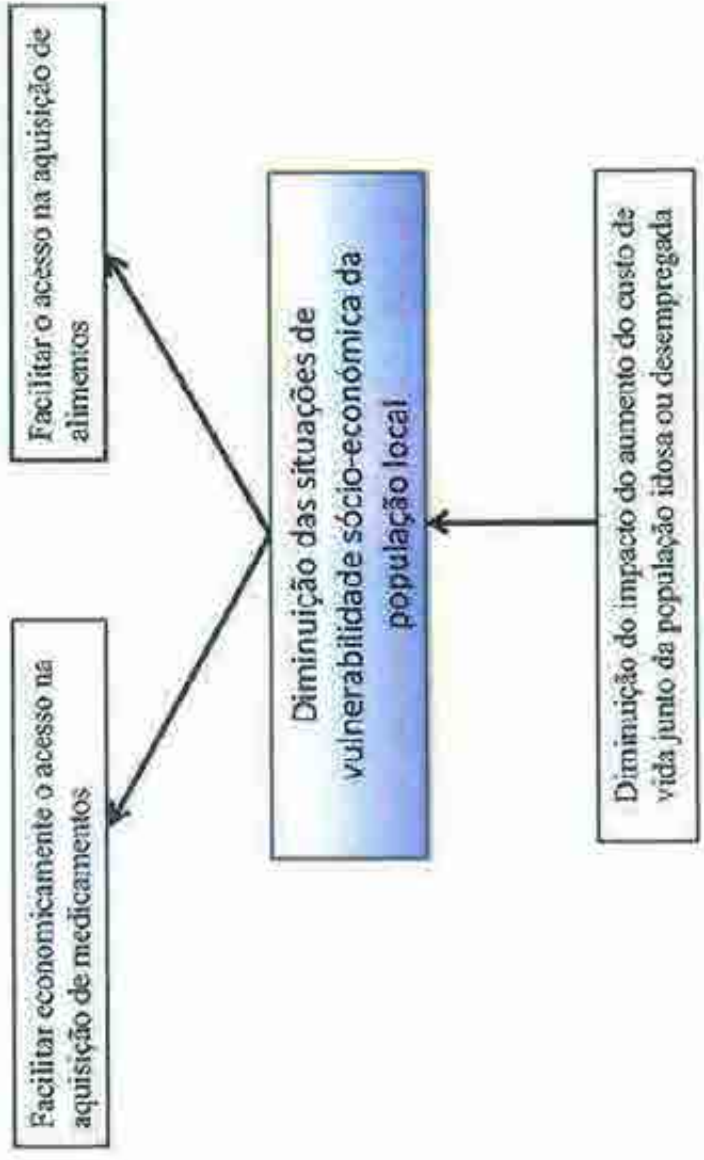 Facilitar economicamente o acesso na
aquisição de medicamentos
Facilitar o acesso na aquisição de
alimentos
Diminuição das situações de
vulnerabilidade sócio-económica da
população local
Diminuição do impacto do aumento do custo de
vida junto da população idosa ou desempregada